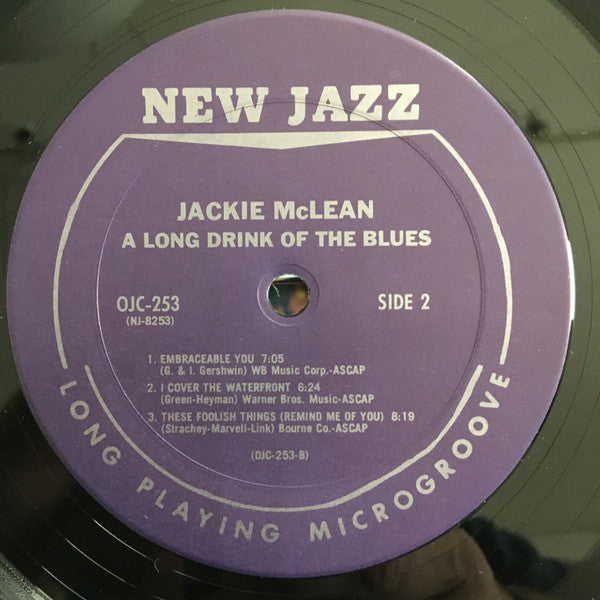 NEW JAZZ
JACKIE McLEAN
A LONG DRINK OF THE BLUES
OJC-253
(NJ-8253)
SIDE 2
1. EMBRACEABLE YOU 7:05
(G. & I. Gershwin) WB Music Corp.-ASCAP
2. I COVER THE WATERFRONT 6:24
(Green-Heyman) Warner Bros. Music-ASCAP
3. THESE FOOLISH THINGS (REMIND ME OF YOU) 8:19
(Strachey-Marvell-Link) Bourne Co.-ASCAP
(OJC-253-B)
LONG PLAYING MICROGROOVE